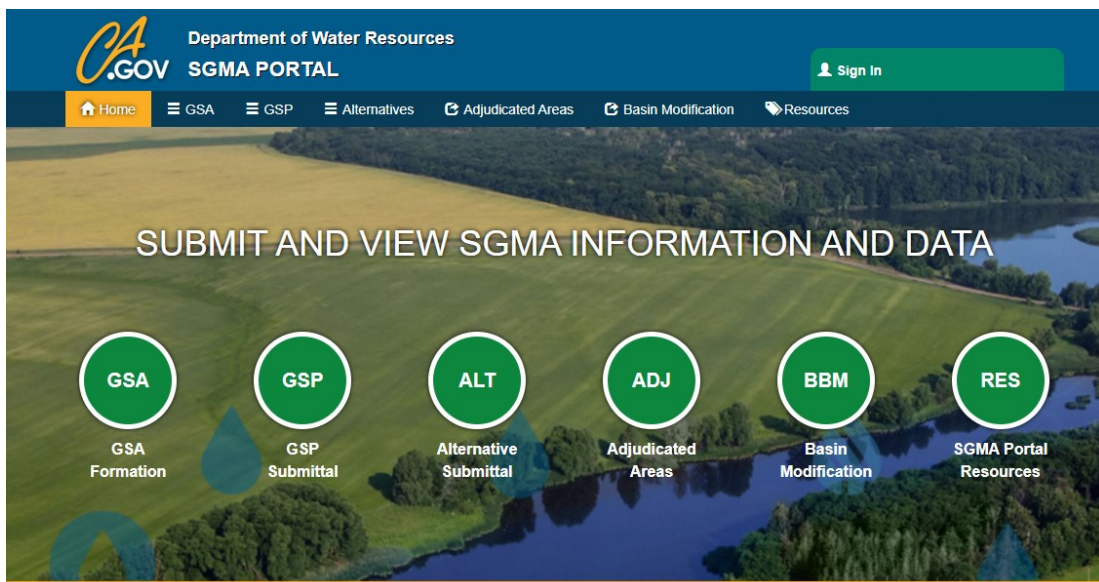 CA
.GOV
Department of Water Resources
SGMA PORTAL
Sign In
Home
GSA
GSP
Alternatives
Adjudicated Areas
Basin Modification
Resources
SUBMIT AND VIEW SGMA INFORMATION AND DATA
GSA
GSA
Formation
GSP
GSP
Submittal
ALT
Alternative
Submittal
ADJ
Adjudicated
Areas
BBM
Basin
Modification
RES
SGMA Portal
Resources